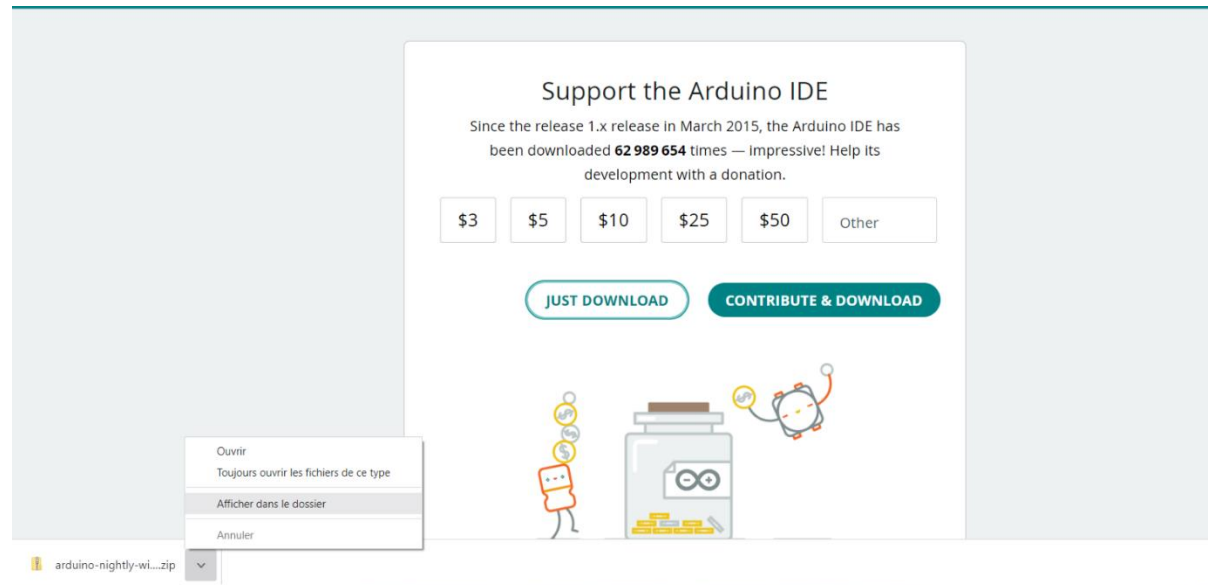 Support the Arduino IDE
Since the release 1.x release in March 2015, the Arduino IDE has
been downloaded 62 989 654 times — impressive! Help its
development with a donation.
$3 $5 $10 $25 $50 Other
JUST DOWNLOAD CONTRIBUTE & DOWNLOAD
Ouvrir
Toujours ouvrir les fichiers de ce type
Afficher dans le dossier
Annuler
arduino-nightly-wi....zip